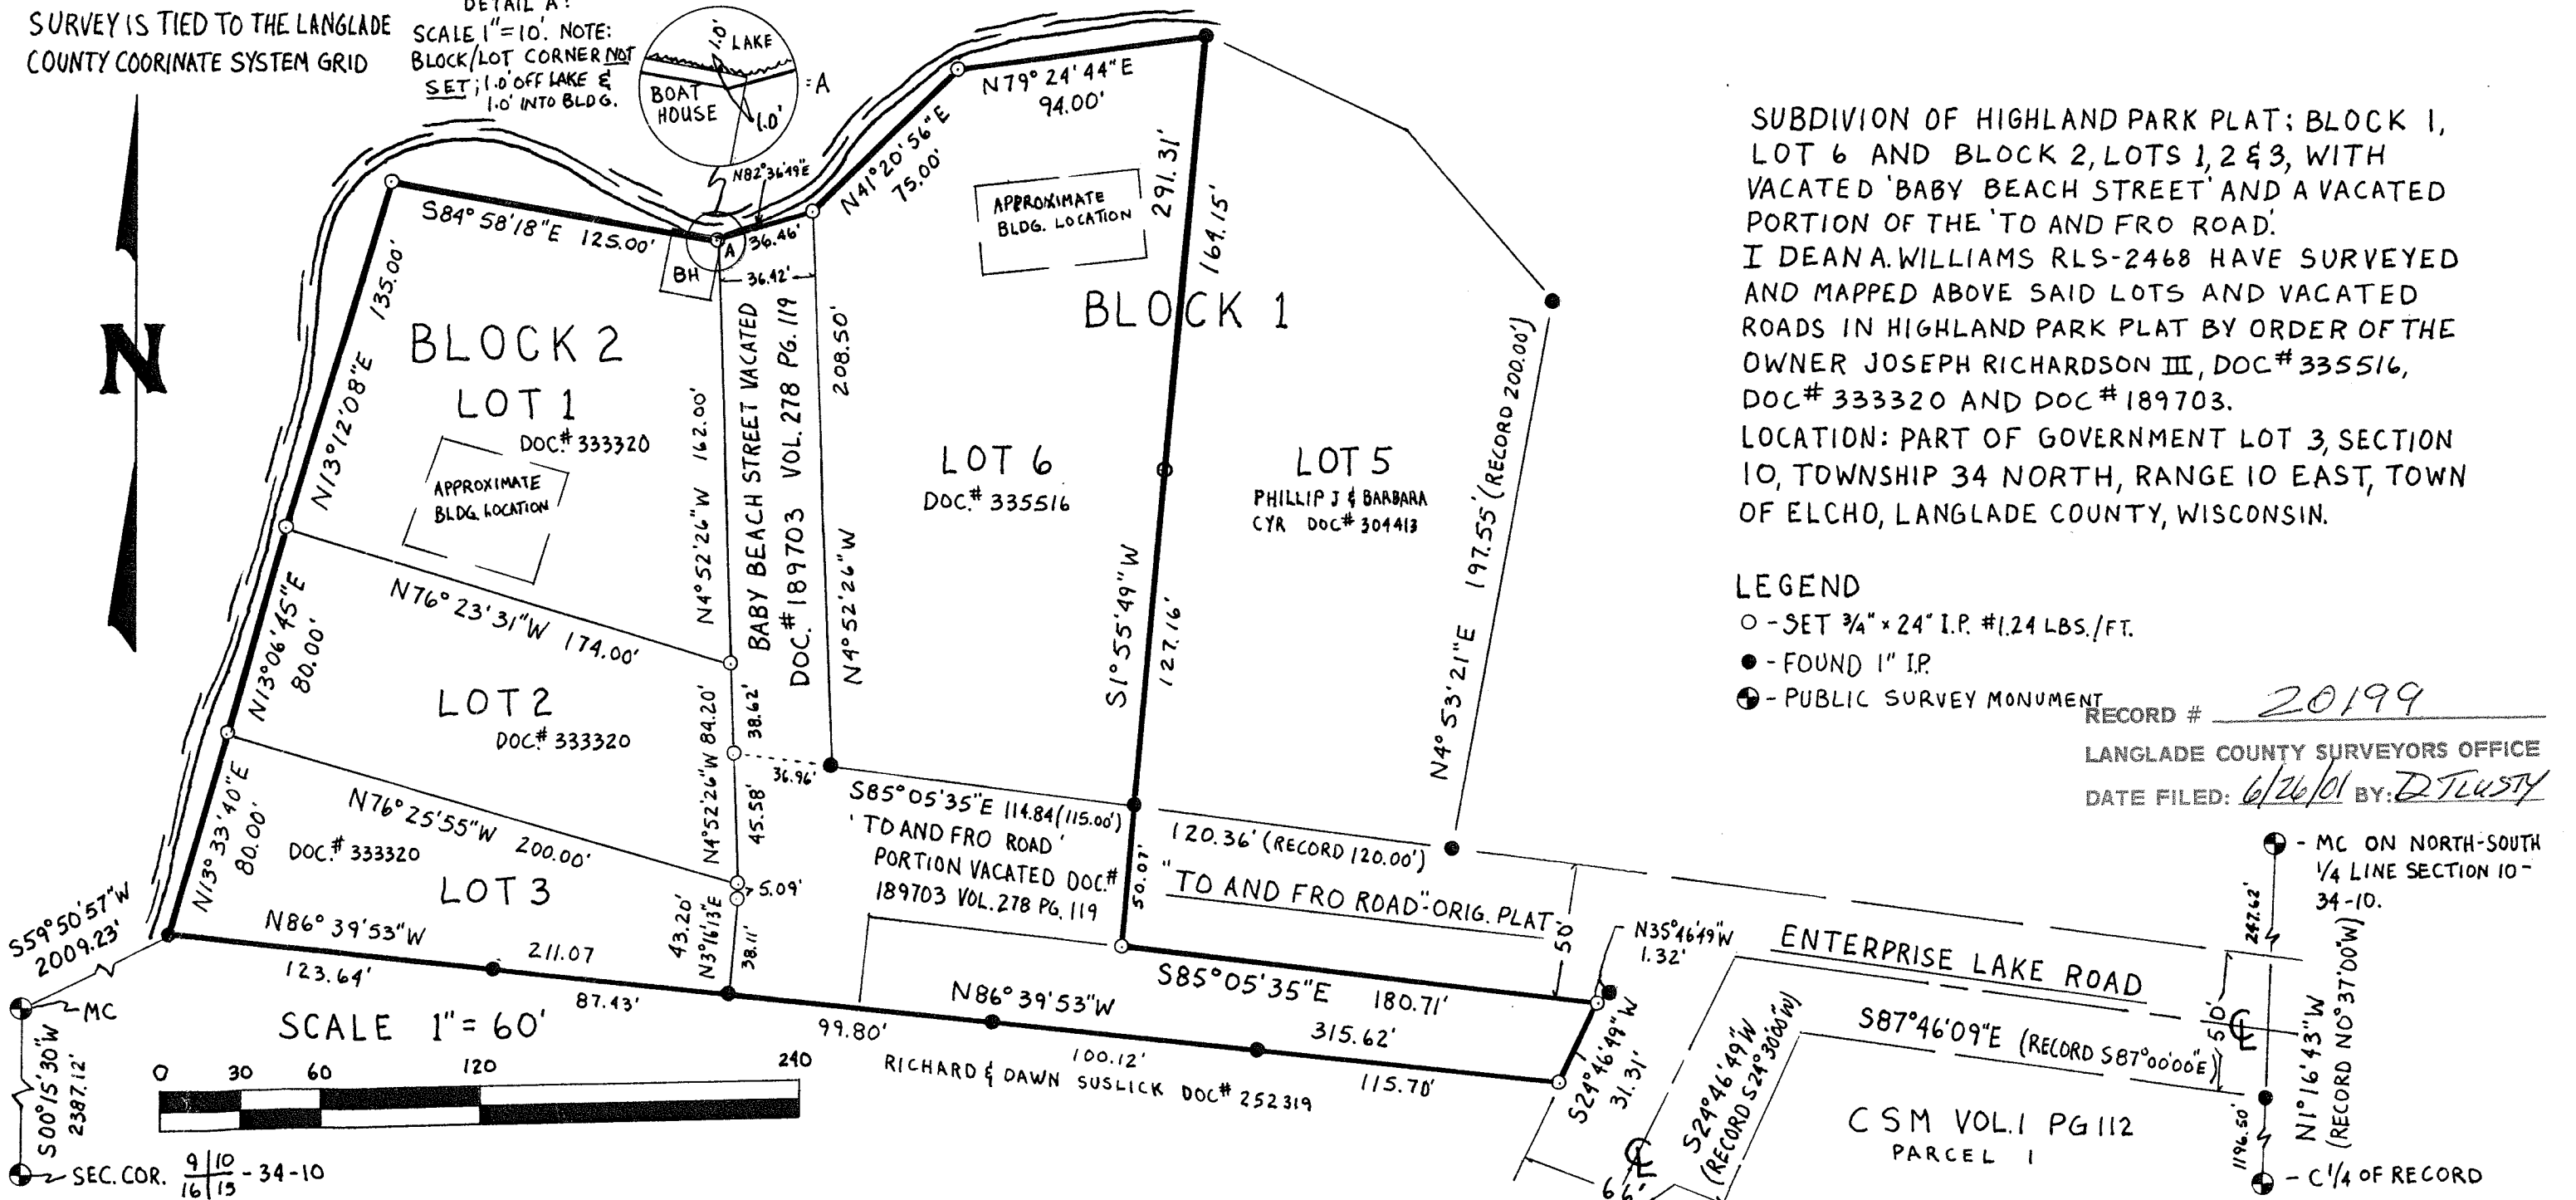 SURVEY IS TIED TO THE LANGLADE
COUNTY COORINATE SYSTEM GRID
DETAIL A:
SCALE 1"=10'. NOTE:
BLOCK/LOT CORNER NOT
SET; 1.0' OFF LAKE &
1.0' INTO BLDG.
1.0'
LAKE
BOAT
HOUSE
1.0'
=A
N
S84° 58'18"E 125.00'
N82°36'49"E
36.46'
A
BH
36.42'
N41°20'56"E
75.00'
N79° 24'44"E
94.00'
APPROXIMATE
BLDG. LOCATION
291.31'
164.15'
135.00'
N13°12'08"E
BLOCK 2
LOT 1
DOC.# 333320
APPROXIMATE
BLDG. LOCATION
N4°52'26"W 162.00'
BABY BEACH STREET VACATED
DOC.# 189703 VOL. 278 PG. 119
208.50'
N4°52'26"W
BLOCK 1
LOT 6
DOC.# 335516
LOT 5
PHILLIP J & BARBARA
CYR DOC# 304413
S1°55'49"W
127.16'
N4°53'21"E 197.55' (RECORD 200.00')
N76° 23'31"W 174.00'
N13°06'45"E
80.00'
LOT 2
DOC.# 333320
N4°52'26"W 84.20'
38.62'
36.96'
45.58'
N76°25'55"W 200.00'
N13°33'40"E
80.00'
DOC.# 333320
LOT 3
5.09'
43.20'
N3°16'13"E
38.11'
S59°50'57"W
2009.23'
N86°39'53"W
211.07
123.64'
87.43'
MC
S00°15'30"W
2387.12'
SEC. COR. 9|10
16|15 -34-10
SCALE 1"= 60'
0 30 60 120 240
S85°05'35"E 114.84(115.00')
'TO AND FRO ROAD'
PORTION VACATED DOC.#
189703 VOL. 278 PG. 119
50.07'
120.36' (RECORD 120.00')
"TO AND FRO ROAD"-ORIG. PLAT
50'
S85°05'35"E 180.71'
N35°46'49"W
1.32'
N86°39'53"W
315.62'
99.80'
100.12'
115.70'
RICHARD & DAWN SUSLICK DOC# 252319
S24°46'49"W
31.31'
ENTERPRISE LAKE ROAD
S24°46'49"W
(RECORD S24°30'00"W)
S87°46'09"E (RECORD S87°00'00"E)
50'
CL
CL
66'
CSM VOL.1 PG 112
PARCEL 1
SUBDIVION OF HIGHLAND PARK PLAT; BLOCK 1,
LOT 6 AND BLOCK 2, LOTS 1, 2 & 3, WITH
VACATED 'BABY BEACH STREET' AND A VACATED
PORTION OF THE 'TO AND FRO ROAD'.
I DEAN A. WILLIAMS RLS-2468 HAVE SURVEYED
AND MAPPED ABOVE SAID LOTS AND VACATED
ROADS IN HIGHLAND PARK PLAT BY ORDER OF THE
OWNER JOSEPH RICHARDSON III, DOC# 335516,
DOC# 333320 AND DOC# 189703.
LOCATION: PART OF GOVERNMENT LOT 3, SECTION
10, TOWNSHIP 34 NORTH, RANGE 10 EAST, TOWN
OF ELCHO, LANGLADE COUNTY, WISCONSIN.
LEGEND
O - SET 3/4" x 24" I.P. #1.24 LBS./FT.
● - FOUND 1" I.P.
- PUBLIC SURVEY MONUMENT
RECORD # 20199
LANGLADE COUNTY SURVEYORS OFFICE
DATE FILED: 6/26/01 BY: D TLUSTY
- MC ON NORTH-SOUTH
1/4 LINE SECTION 10-
34-10.
247.62'
N1°16'43"W
(RECORD N0°37'00"W)
1196.50'
- C 1/4 OF RECORD